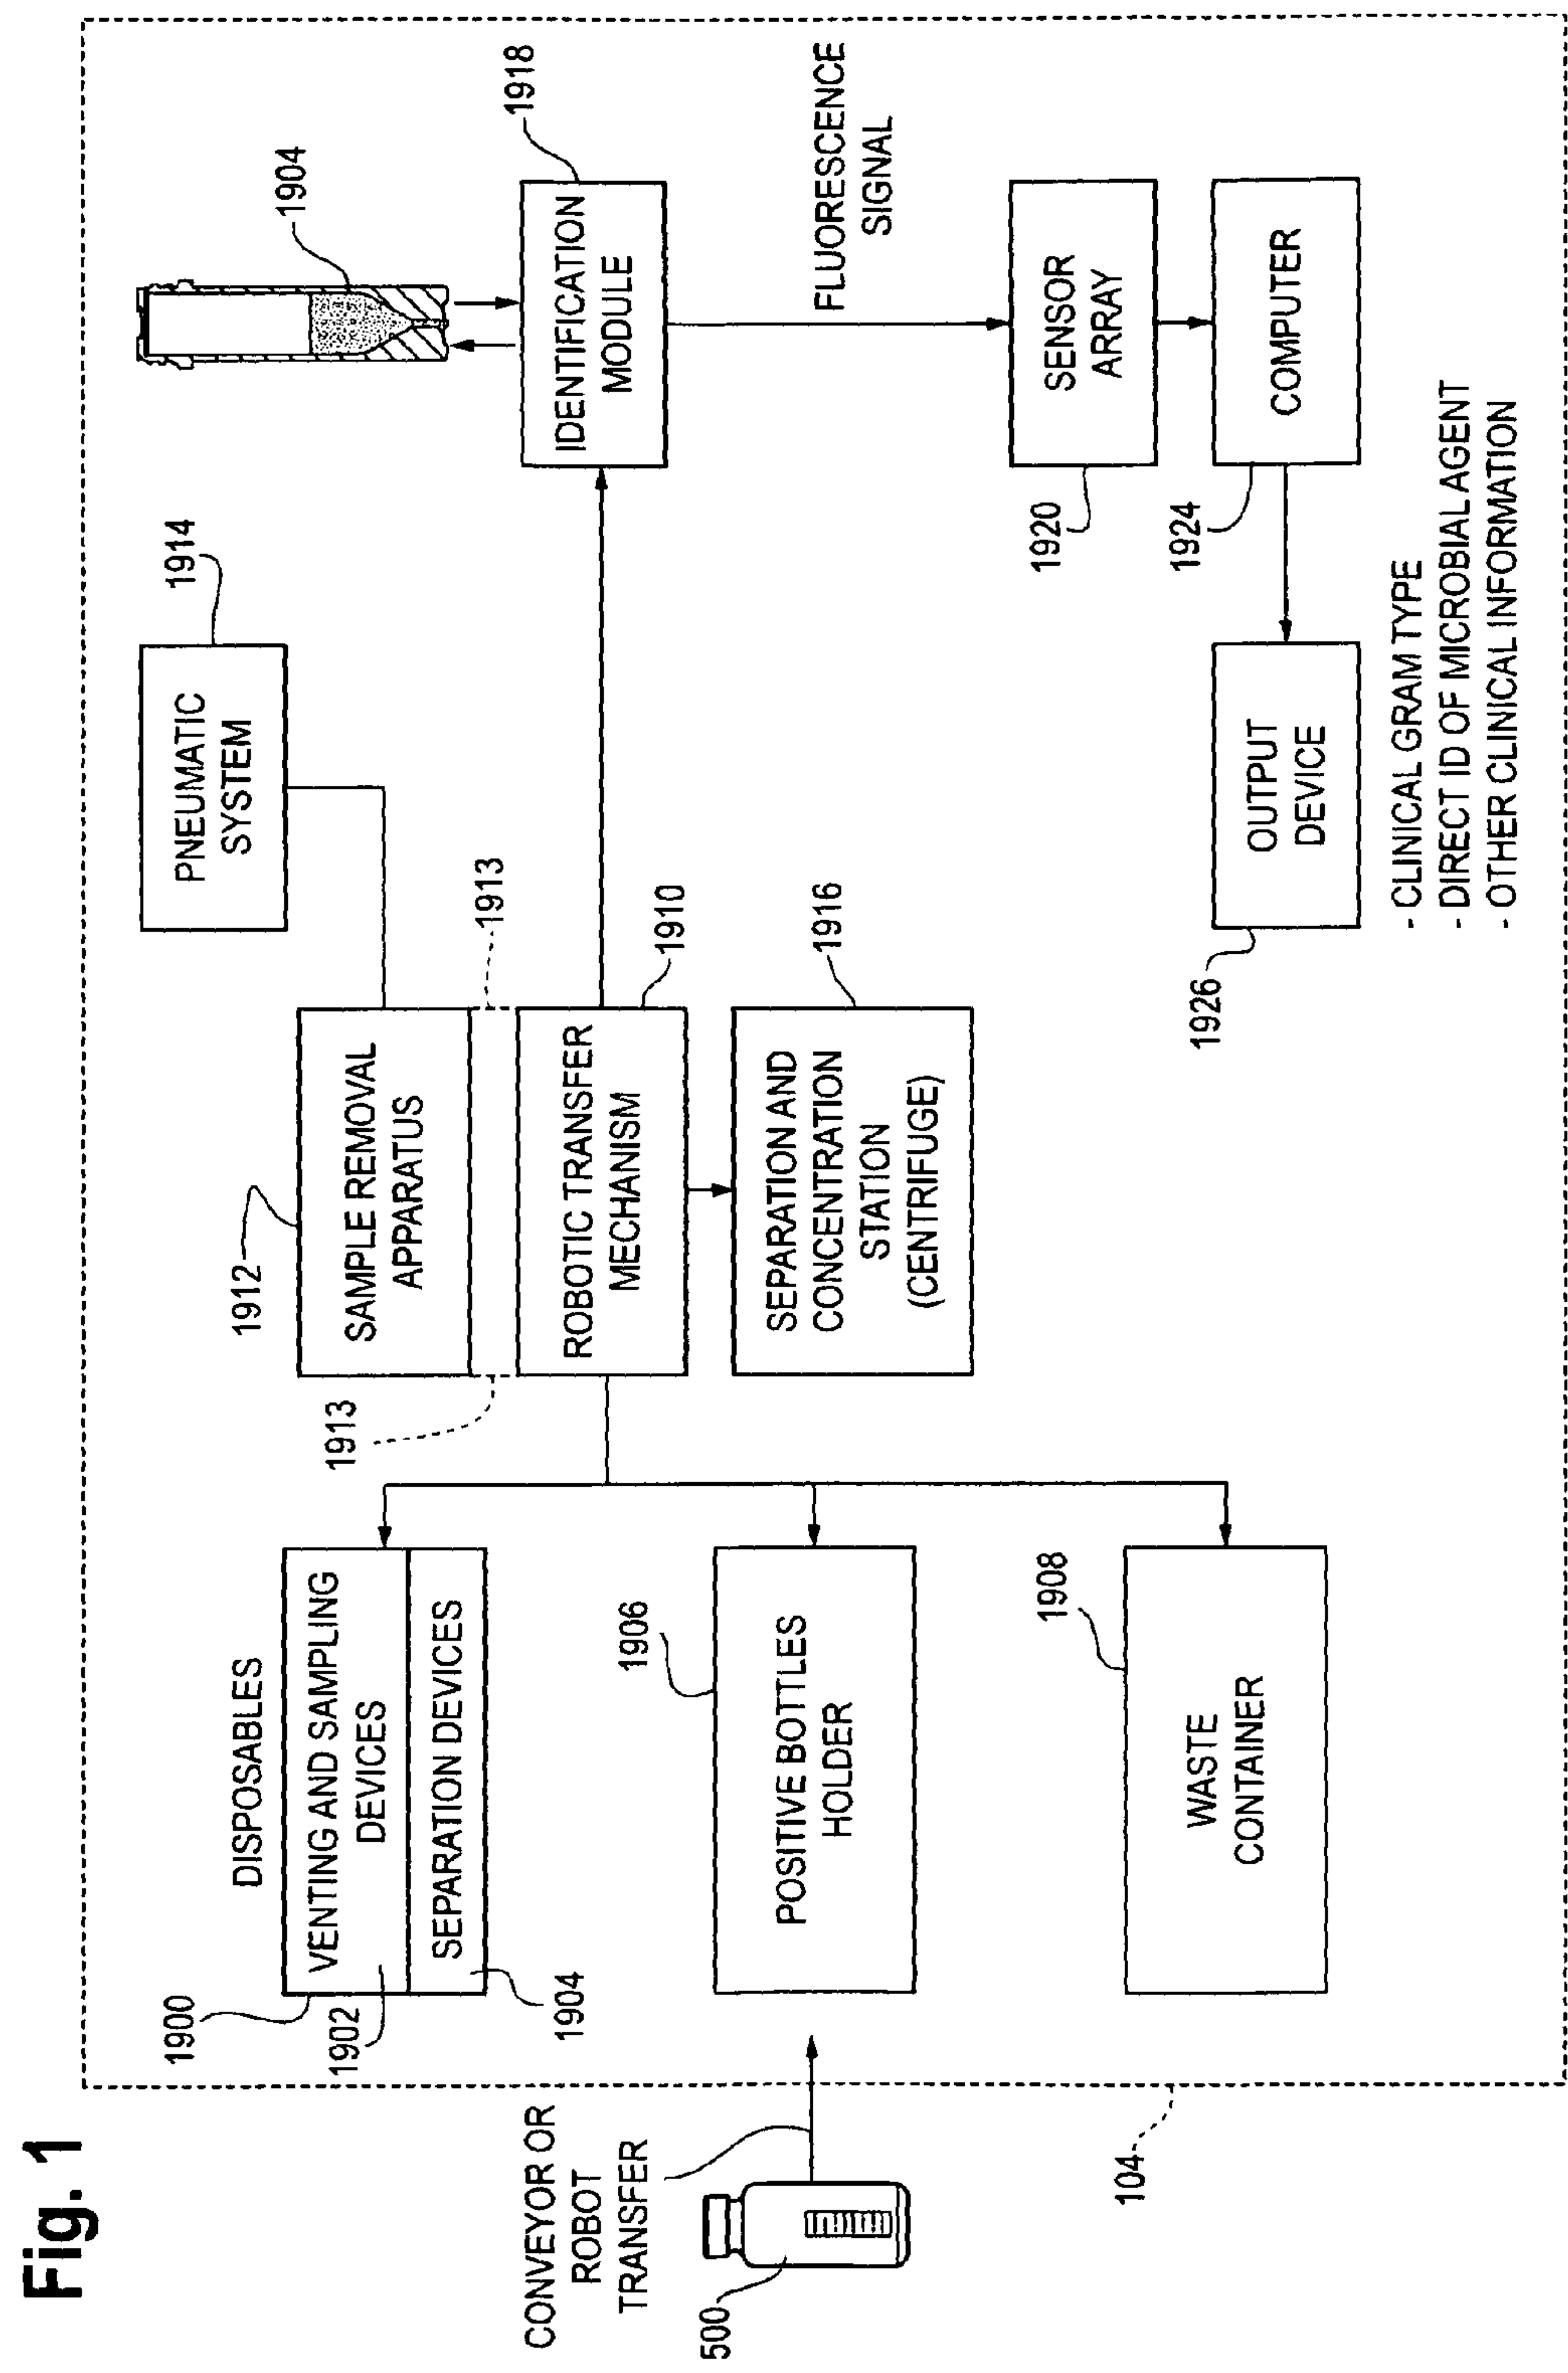 Fig. 1
CONVEYOR OR
ROBOT
TRANSFER
500
104
1900
1902
DISPOSABLES
VENTING AND SAMPLING
DEVICES
SEPARATION DEVICES
1904
1906
POSITIVE BOTTLES
HOLDER
1908
WASTE
CONTAINER
1912
SAMPLE REMOVAL
APPARATUS
1913
1913
ROBOTIC TRANSFER
MECHANISM
1910
SEPARATION AND
CONCENTRATION
STATION
(CENTRIFUGE)
1916
PNEUMATIC
SYSTEM
1914
1904
IDENTIFICATION
MODULE
1918
FLUORESCENCE
SIGNAL
SENSOR
ARRAY
1920
COMPUTER
1924
OUTPUT
DEVICE
1926
- CLINICAL GRAM TYPE
- DIRECT ID OF MICROBIAL AGENT
- OTHER CLINICAL INFORMATION